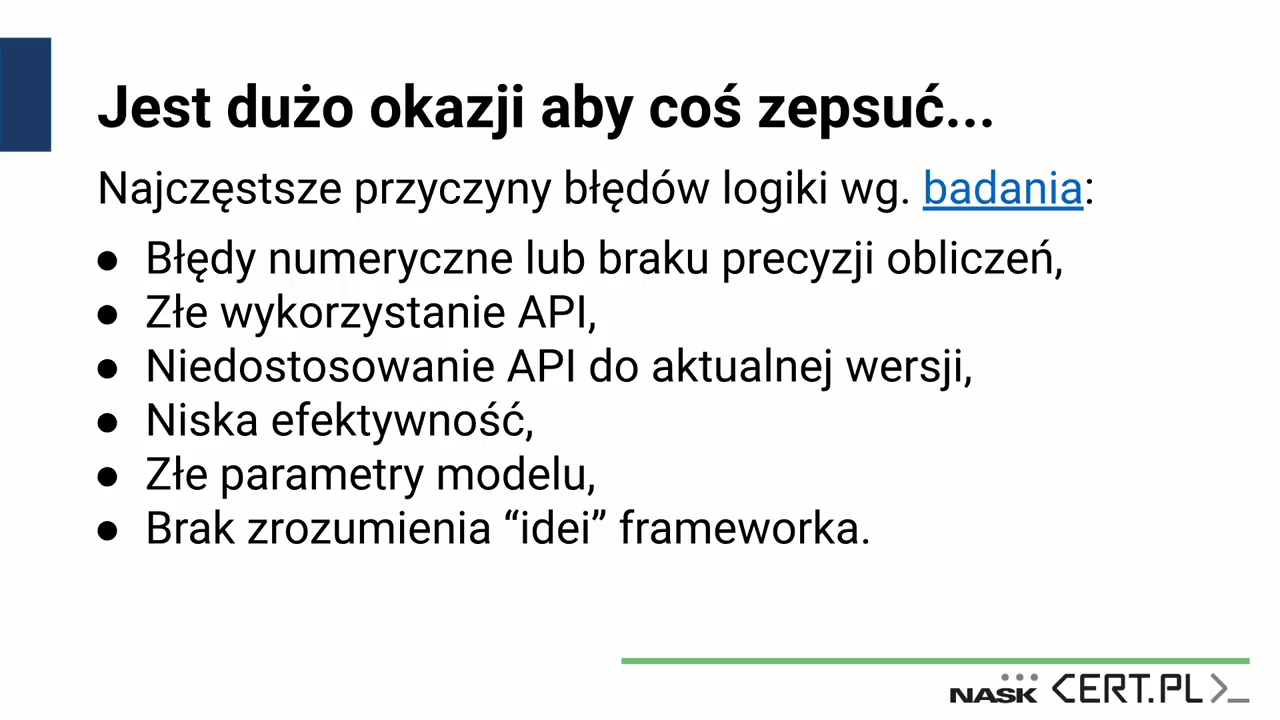 Jest dużo okazji aby coś zepsuć...
Najczęstsze przyczyny błędów logiki wg. badania:
● Błędy numeryczne lub braku precyzji obliczeń,
● Złe wykorzystanie API,
● Niedostosowanie API do aktualnej wersji,
● Niska efektywność,
● Złe parametry modelu,
● Brak zrozumienia “idei” frameworka.
NASK CERT.PL>_